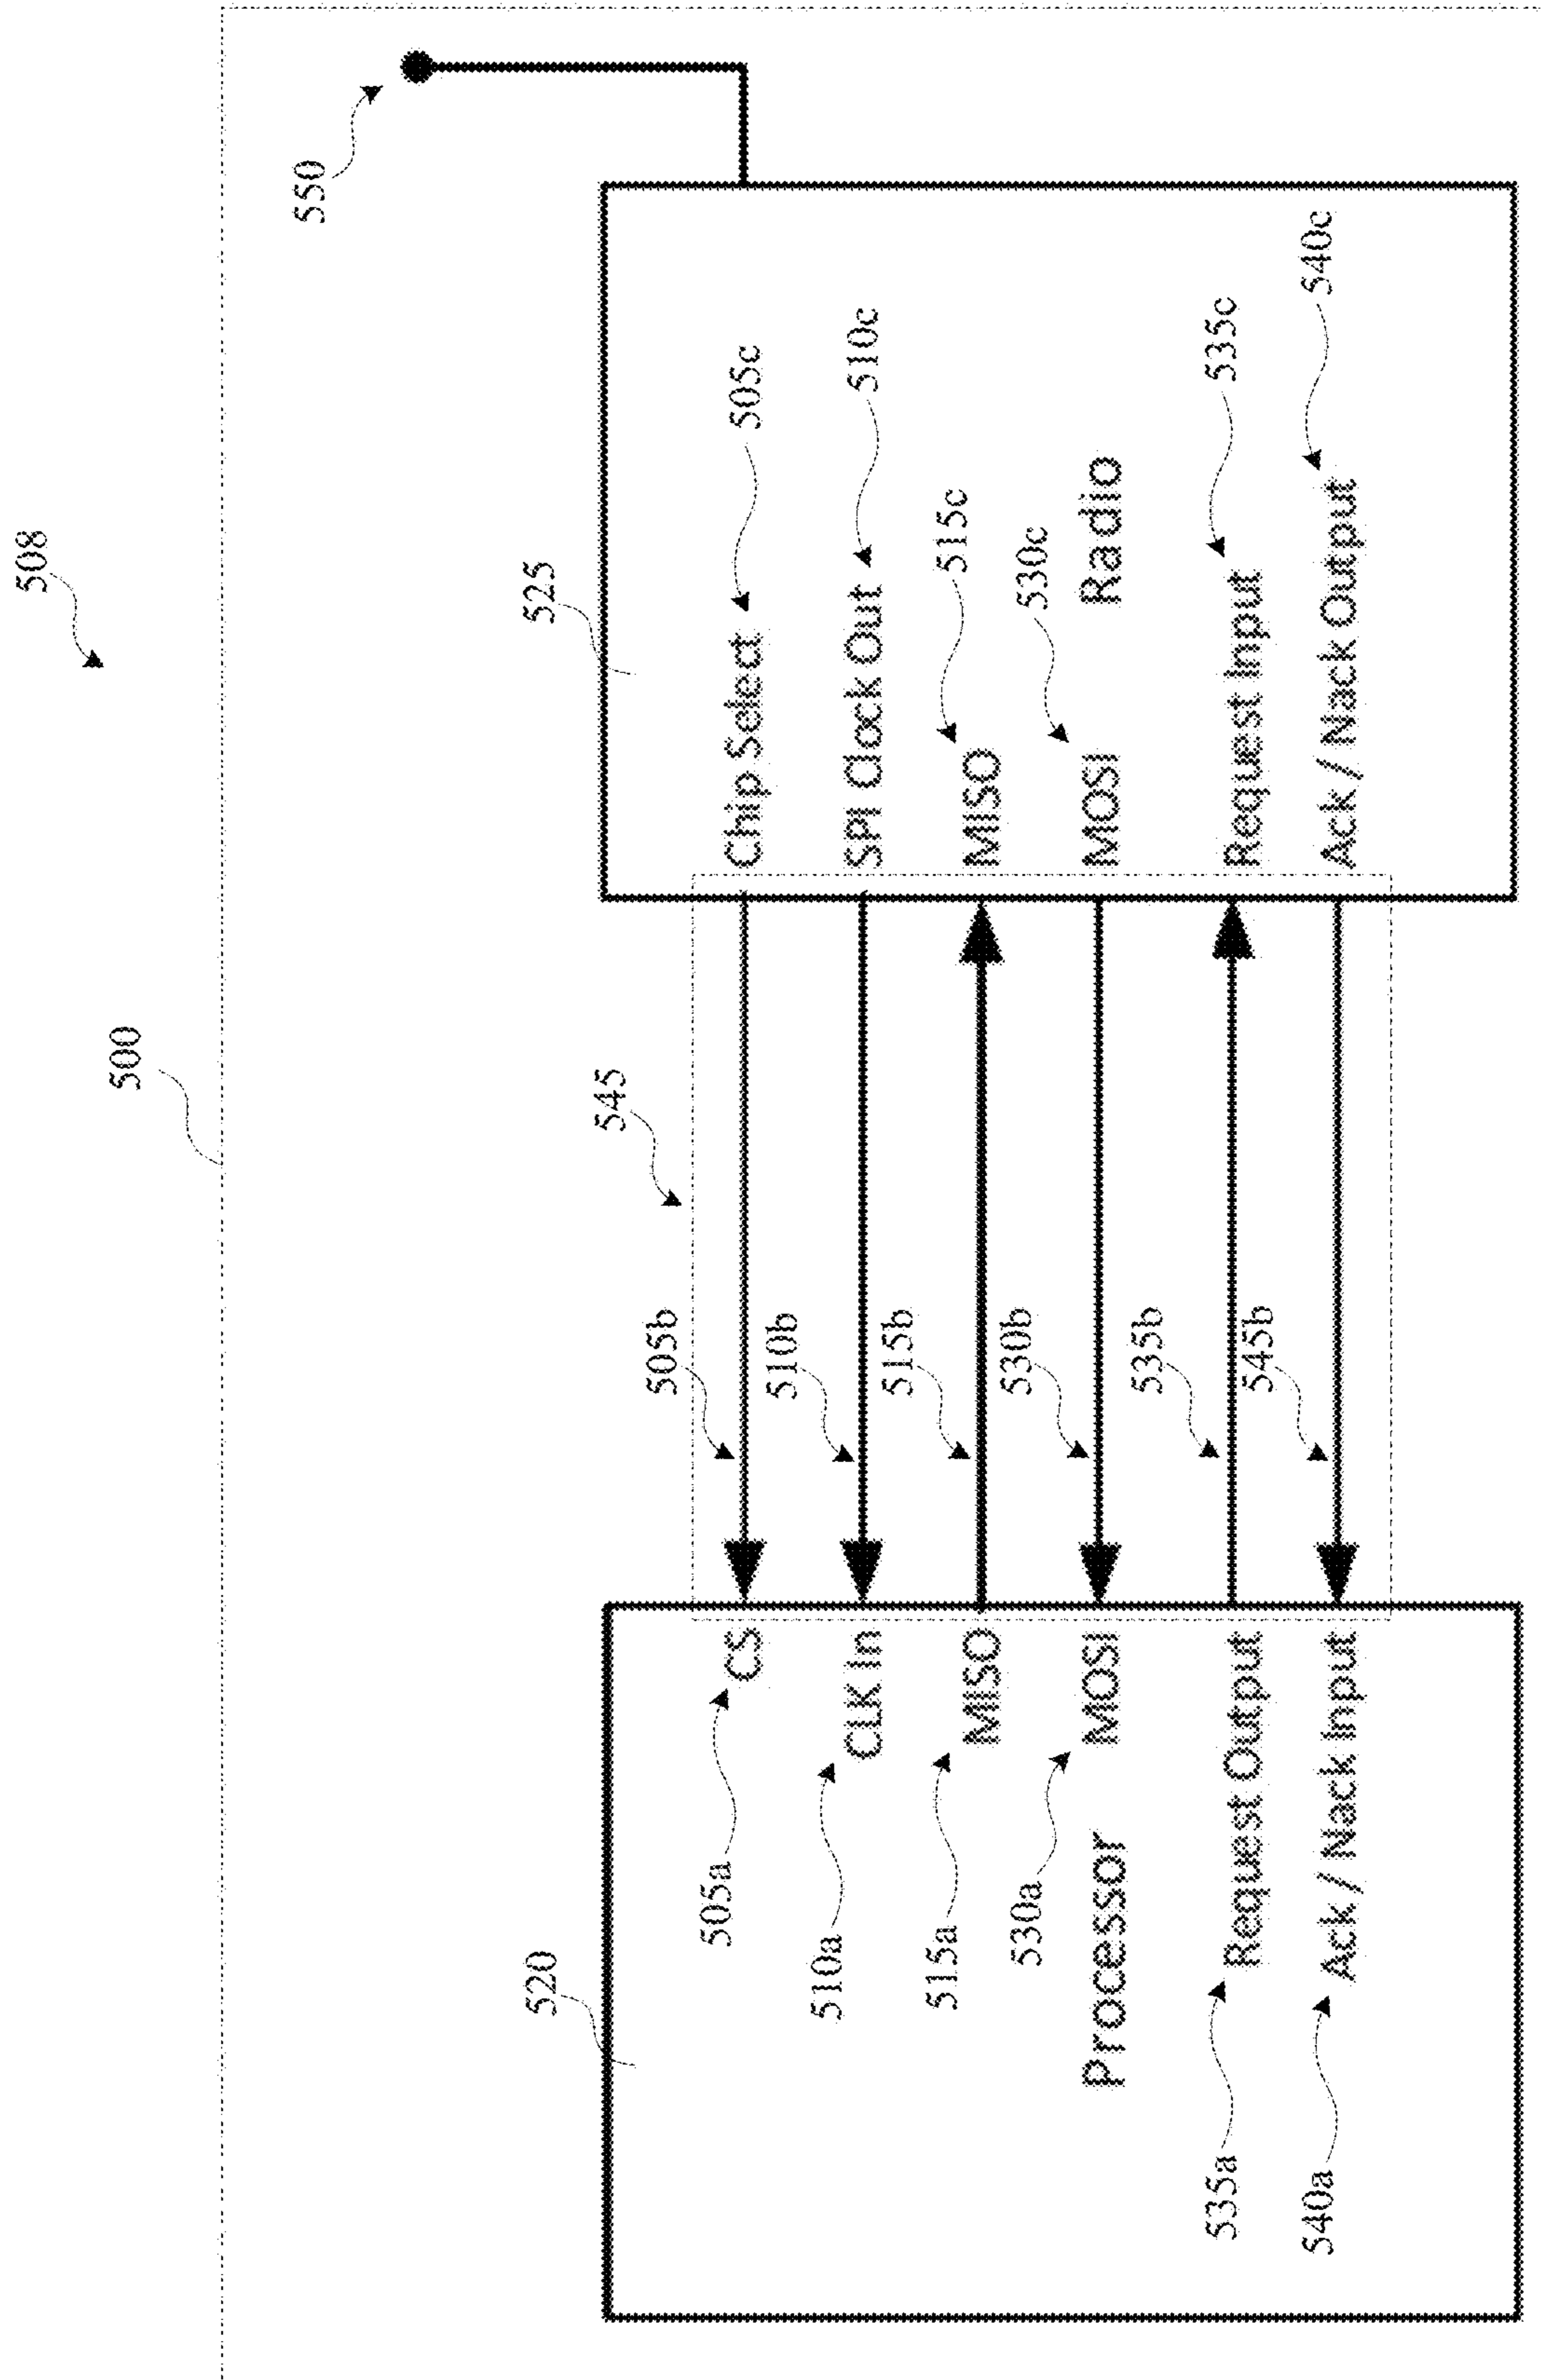 508
500
550
520
525
545
505a
CS
505b
Chip Select
505c
510a
CLK In
510b
SPI Clock Out
510c
515a
MISO
515b
MISO
515c
530a
MOSI
530b
MOSI
530c
Processor
Radio
535a
Request Output
535b
Request Input
535c
540a
Ack / Nack Input
545b
Ack / Nack Output
540c